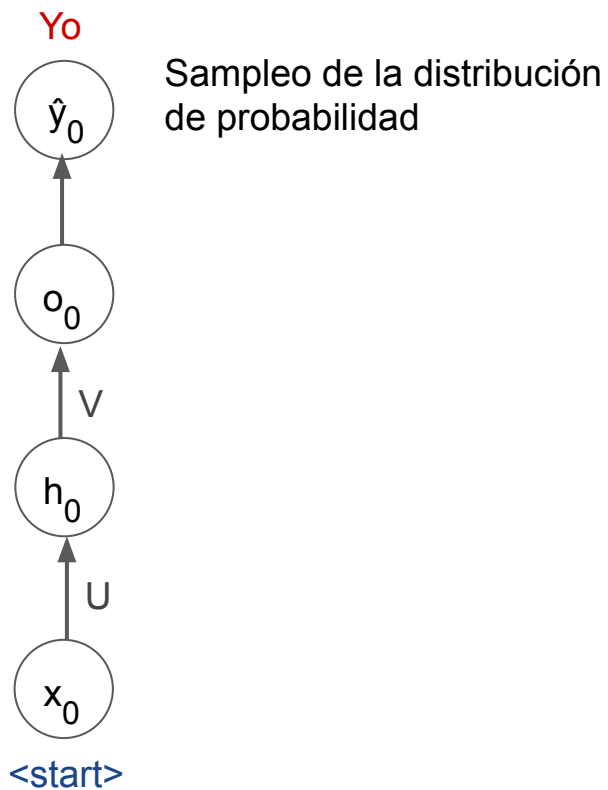 Yo
Sampleo de la distribución
de probabilidad
ŷ0
o0
V
h0
U
x0
<start>